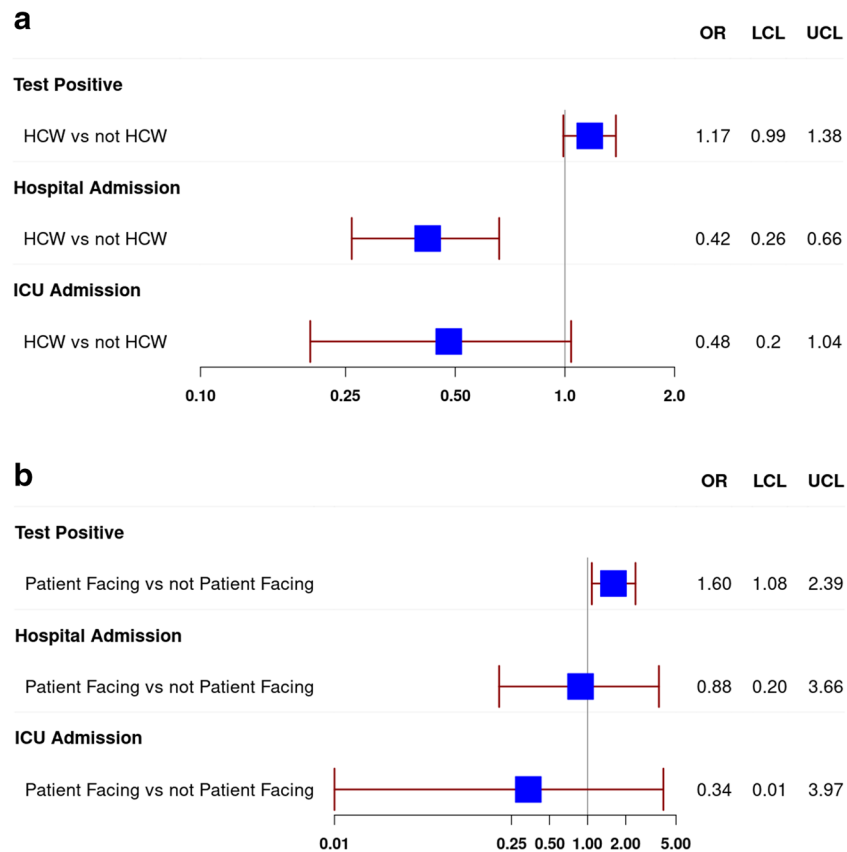 a
OR LCL UCL
Test Positive
HCW vs not HCW 1.17 0.99 1.38
Hospital Admission
HCW vs not HCW 0.42 0.26 0.66
ICU Admission
HCW vs not HCW 0.48 0.2 1.04
0.10 0.25 0.50 1.0 2.0
b
OR LCL UCL
Test Positive
Patient Facing vs not Patient Facing 1.60 1.08 2.39
Hospital Admission
Patient Facing vs not Patient Facing 0.88 0.20 3.66
ICU Admission
Patient Facing vs not Patient Facing 0.34 0.01 3.97
0.01 0.25 0.50 1.00 2.00 5.00